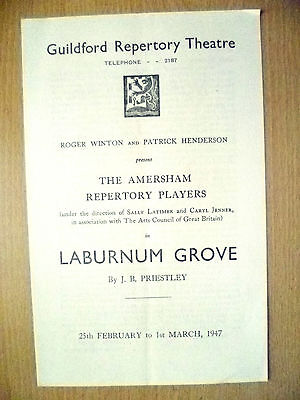 Guildford Repertory Theatre
TELEPHONE - - 2187
ROGER WINTON AND PATRICK HENDERSON
present
THE AMERSHAM
REPERTORY PLAYERS
(under the direction of SALLY LATIMER and CARYL JENNER,
in association with The Arts Council of Great Britain)
in
LABURNUM GROVE
By J. B. PRIESTLEY
25th FEBRUARY to 1st MARCH, 1947